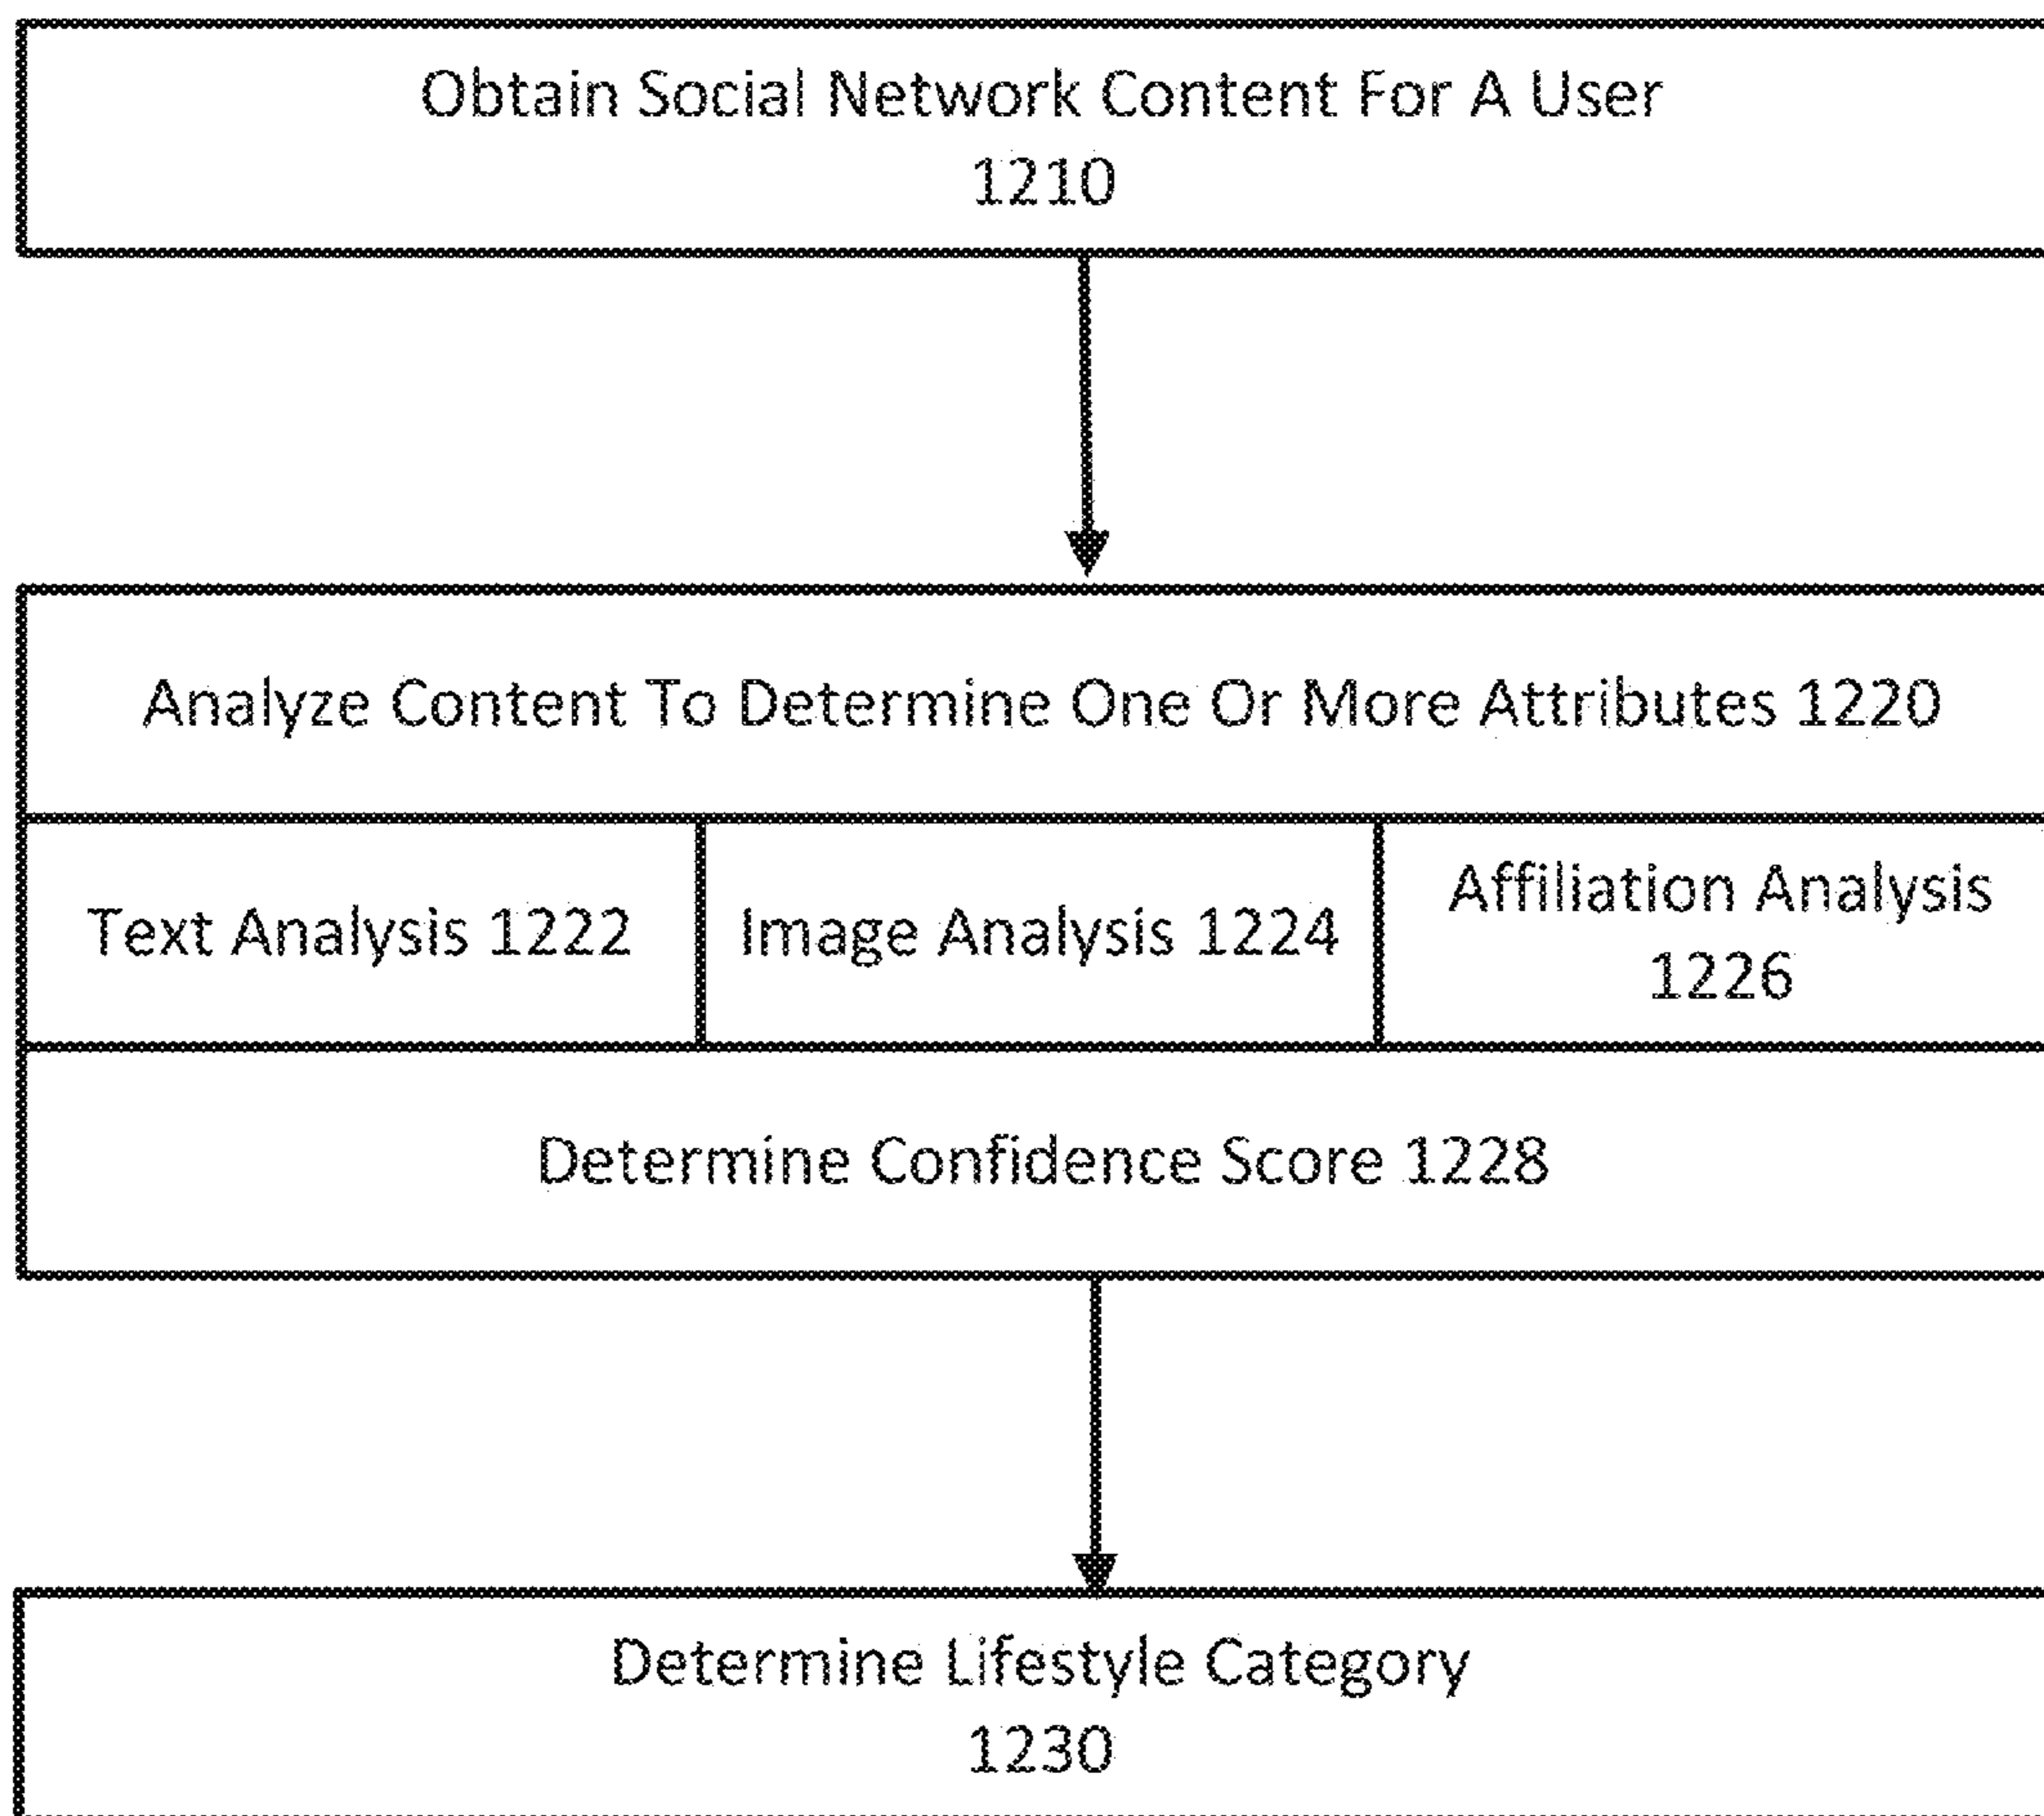 Obtain Social Network Content For A User
1210
Analyze Content To Determine One Or More Attributes 1220
Text Analysis 1222
Image Analysis 1224
Affiliation Analysis
1226
Determine Confidence Score 1228
Determine Lifestyle Category
1230